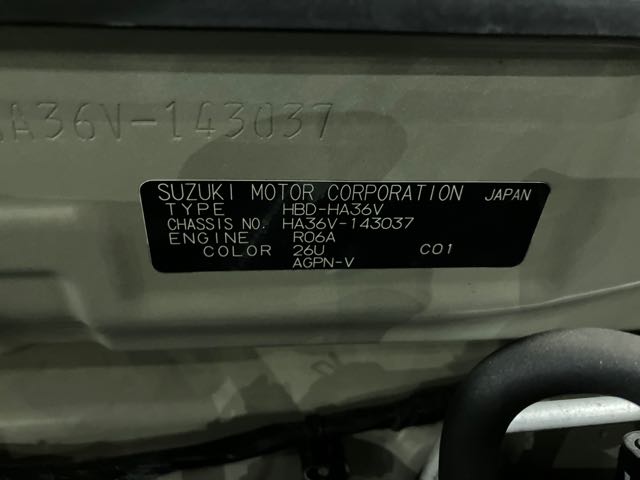 HA36V-143037
SUZUKI MOTOR CORPORATION JAPAN
TYPE HBD-HA36V
CHASSIS NO. HA36V-143037
ENGINE R06A
COLOR 26U C01
AGPN-V